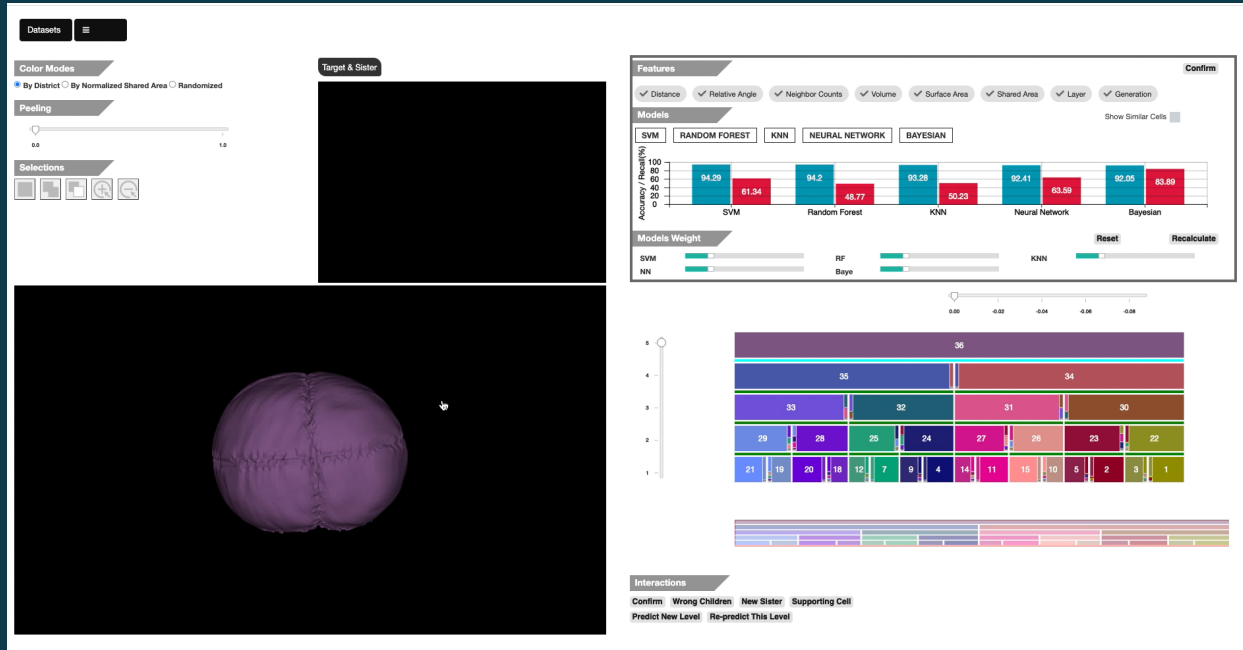 Datasets ≡
Color Modes
By District By Normalized Shared Area Randomized
Peeling
0.0 1.0
Selections
Target & Sister
Features Confirm
Distance Relative Angle Neighbor Counts Volume Surface Area Shared Area Layer Generation
Models Show Similar Cells
SVM RANDOM FOREST KNN NEURAL NETWORK BAYESIAN
Accuracy / Recall(%)
100
80
60
40
20
0
94.29 61.34 94.2 48.77 93.28 50.23 92.41 63.59 92.05 83.89
SVM Random Forest KNN Neural Network Bayesian
Models Weight Reset Recalculate
SVM RF KNN
NN Baye
0.00 -0.02 -0.04 -0.06 -0.08
5 36
4 35 34
3 33 32 31 30
2 29 28 25 24 27 26 23 22
1 21 19 20 18 12 7 9 4 14 11 15 10 5 2 3 1
Interactions
Confirm Wrong Children New Sister Supporting Cell
Predict New Level Re-predict This Level